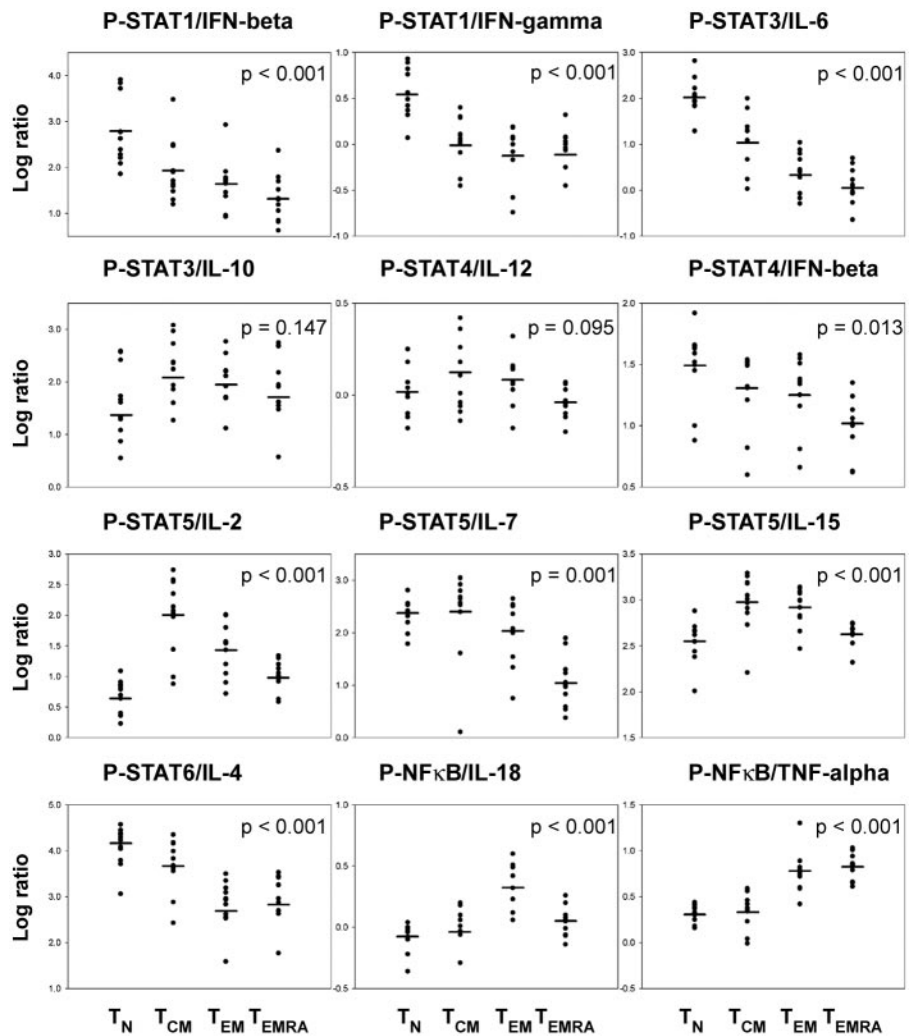 P-STAT1/IFN-beta P-STAT1/IFN-gamma P-STAT3/IL-6
p < 0.001 p < 0.001 p < 0.001
Log ratio
4.0 3.0 2.0 1.0
1.0 0.5 0.0 -0.5 -1.0
3.0 2.0 1.0 0.0 -1.0
P-STAT3/IL-10 P-STAT4/IL-12 P-STAT4/IFN-beta
p = 0.147 p = 0.095 p = 0.013
Log ratio
3.0 2.0 1.0 0.0
0.5 0.0 -0.5
2.0 1.5 1.0 0.5
P-STAT5/IL-2 P-STAT5/IL-7 P-STAT5/IL-15
p < 0.001 p = 0.001 p < 0.001
Log ratio
3.0 2.5 2.0 1.5 1.0 0.5 0.0
3.0 2.0 1.0 0.0
3.5 3.0 2.5 2.0 1.5
P-STAT6/IL-4 P-NFκB/IL-18 P-NFκB/TNF-alpha
p < 0.001 p < 0.001 p < 0.001
Log ratio
5.0 4.0 3.0 2.0 1.0
1.0 0.5 0.0 -0.5
1.5 1.0 0.5 0.0 -0.5
TN TCM TEM TEMRA TN TCM TEM TEMRA TN TCM TEM TEMRA